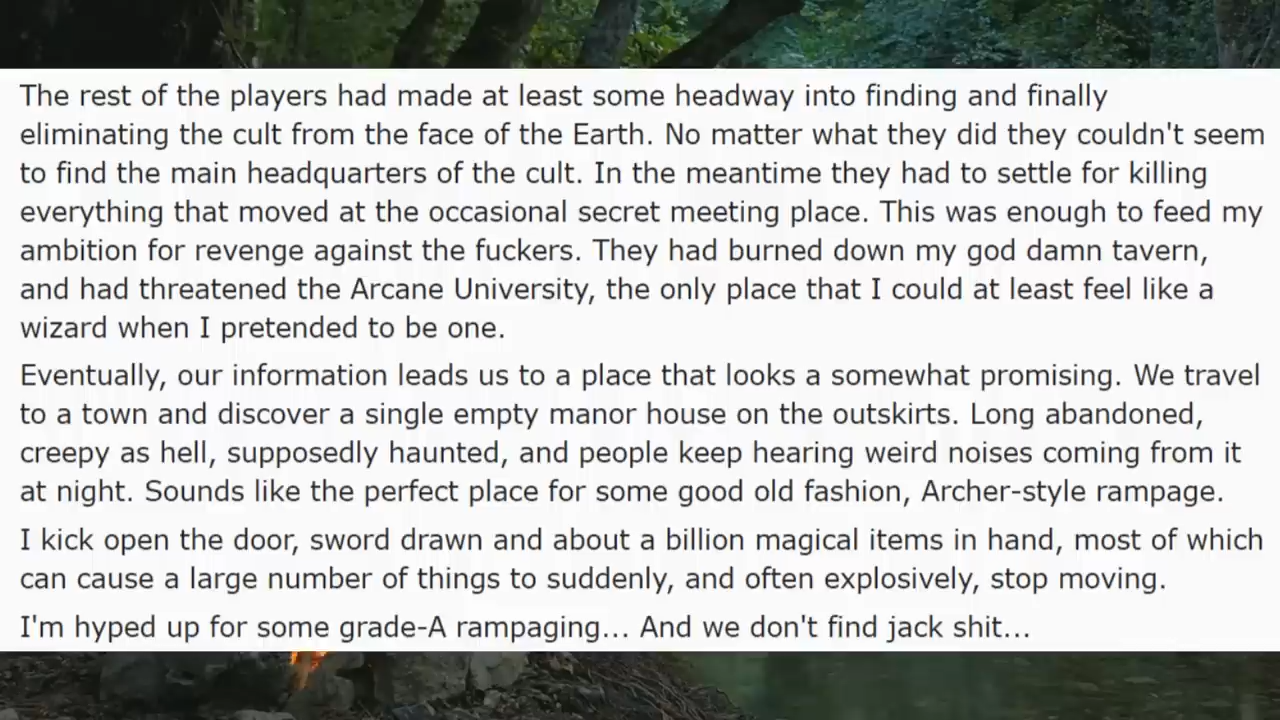 The rest of the players had made at least some headway into finding and finally
eliminating the cult from the face of the Earth. No matter what they did they couldn't seem
to find the main headquarters of the cult. In the meantime they had to settle for killing
everything that moved at the occasional secret meeting place. This was enough to feed my
ambition for revenge against the fuckers. They had burned down my god damn tavern,
and had threatened the Arcane University, the only place that I could at least feel like a
wizard when I pretended to be one.
Eventually, our information leads us to a place that looks a somewhat promising. We travel
to a town and discover a single empty manor house on the outskirts. Long abandoned,
creepy as hell, supposedly haunted, and people keep hearing weird noises coming from it
at night. Sounds like the perfect place for some good old fashion, Archer-style rampage.
I kick open the door, sword drawn and about a billion magical items in hand, most of which
can cause a large number of things to suddenly, and often explosively, stop moving.
I'm hyped up for some grade-A rampaging... And we don't find jack shit...